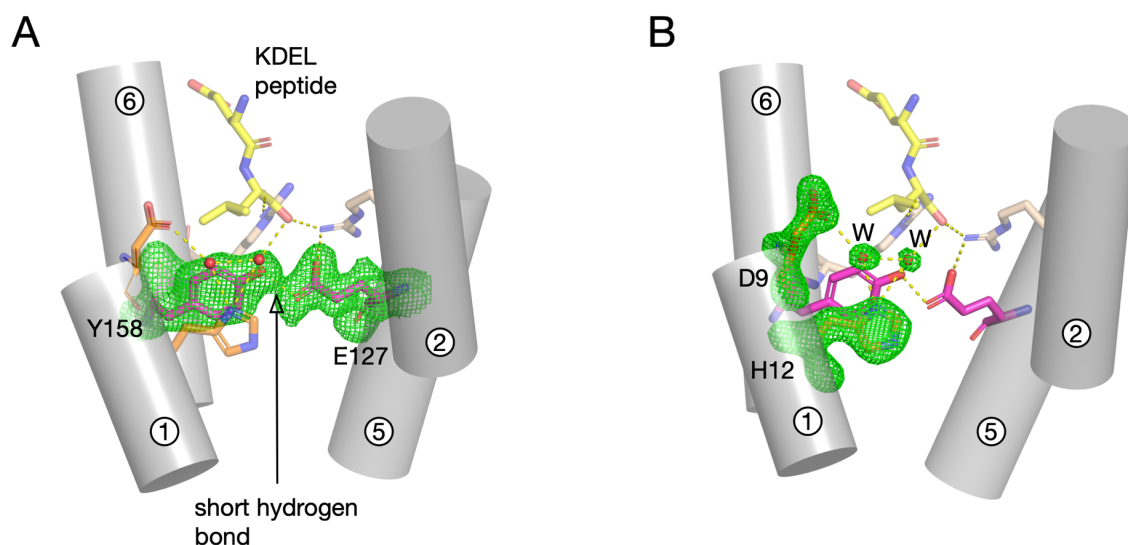 A
KDEL
peptide
6
Y158
E127
2
1
5
short hydrogen
bond
B
6
W
W
D9
H12
2
1
5